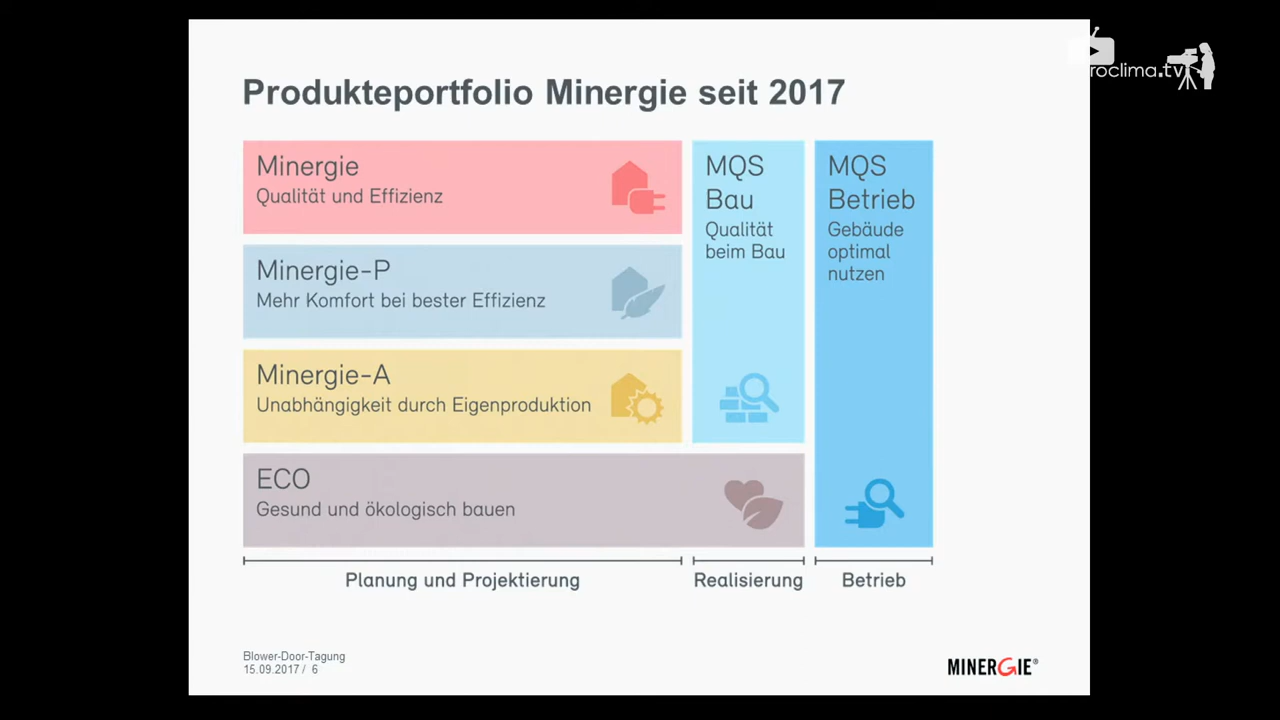 Produkteportfolio Minergie seit 2017
Minergie
Qualität und Effizienz
Minergie-P
Mehr Komfort bei bester Effizienz
Minergie-A
Unabhängigkeit durch Eigenproduktion
ECO
Gesund und ökologisch bauen
MQS
Bau
Qualität
beim Bau
MQS
Betrieb
Gebäude
optimal
nutzen
Planung und Projektierung
Realisierung
Betrieb
Blower-Door-Tagung
15.09.2017 / 6
MINERGIE®